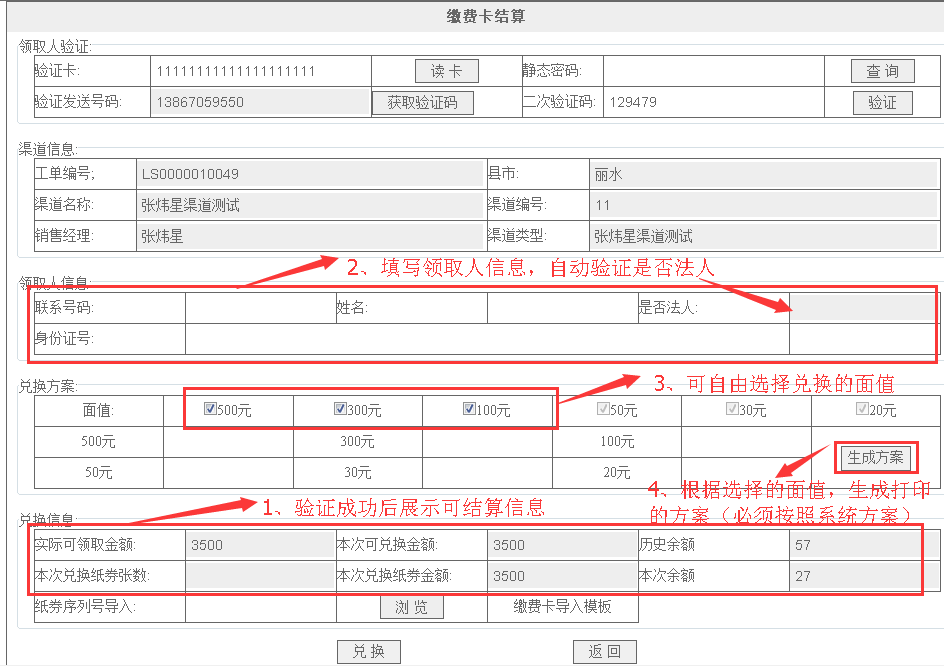 缴费卡结算
领取人验证:
验证卡: 11111111111111111111 读 卡 静态密码: 查 询
验证发送号码: 13867059550 获取验证码 二次验证码: 129479 验证
渠道信息:
工单编号; LS0000010049 县市: 丽水
渠道名称: 张炜星渠道测试 渠道编号: 11
销售经理: 张炜星 渠道类型: 张炜星渠道测试
2、填写领取人信息，自动验证是否法人
领取人信息:
联系号码: 姓名: 是否法人:
身份证号:
3、可自由选择兑换的面值
兑换方案:
面值: 500元 300元 100元 50元 30元 20元
500元 300元 100元
生成方案
50元 30元 20元
4、根据选择的面值，生成打印
的方案（必须按照系统方案）
1、验证成功后展示可结算信息
兑换信息:
实际可领取金额: 3500 本次可兑换金额: 3500 历史余额 57
本次兑换纸券张数: 本次兑换纸券金额: 3500 本次余额 27
纸券序列号导入: 浏 览 缴费卡导入模板
兑 换 返 回